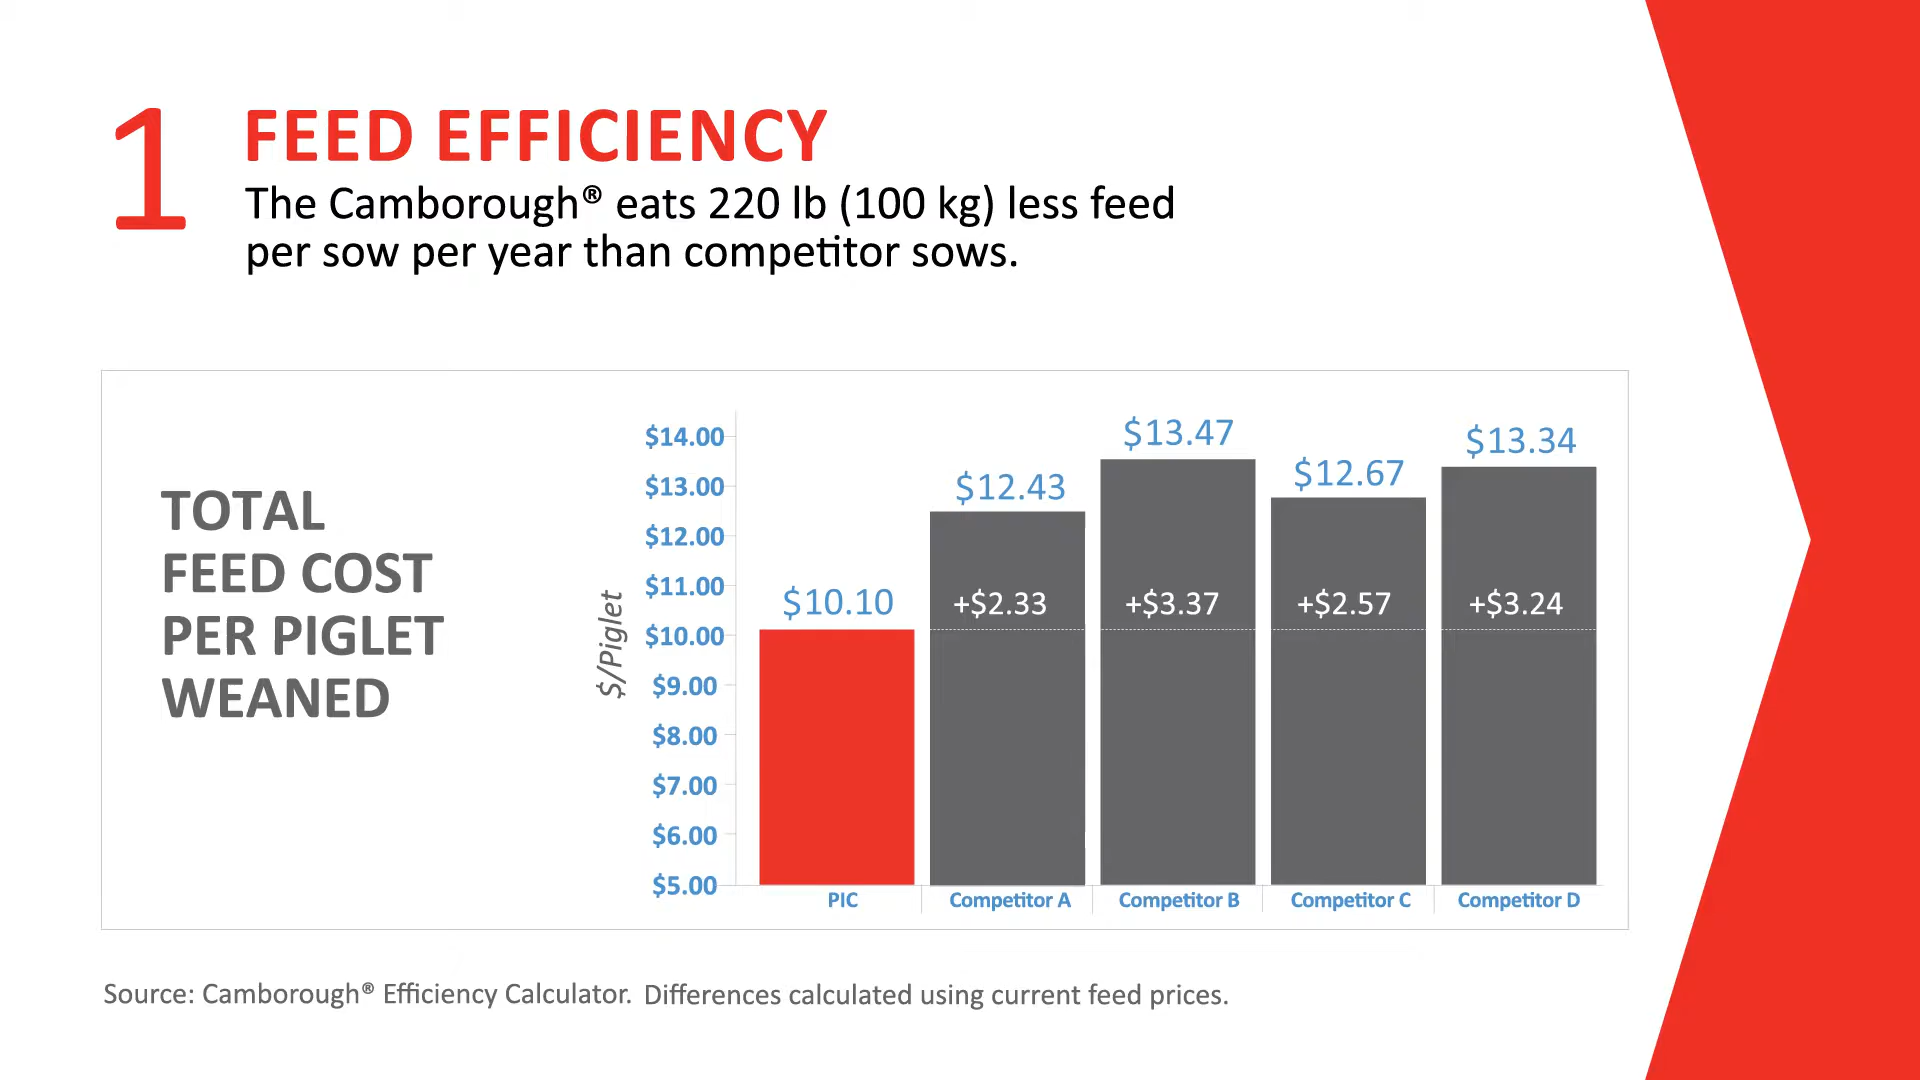 1
FEED EFFICIENCY
The Camborough® eats 220 lb (100 kg) less feed
per sow per year than competitor sows.
TOTAL
FEED COST
PER PIGLET
WEANED
$/Piglet
$14.00
$13.00
$12.00
$11.00
$10.00
$9.00
$8.00
$7.00
$6.00
$5.00
$10.10
$12.43
$13.47
$12.67
$13.34
+$2.33
+$3.37
+$2.57
+$3.24
PIC
Competitor A
Competitor B
Competitor C
Competitor D
Source: Camborough® Efficiency Calculator. Differences calculated using current feed prices.